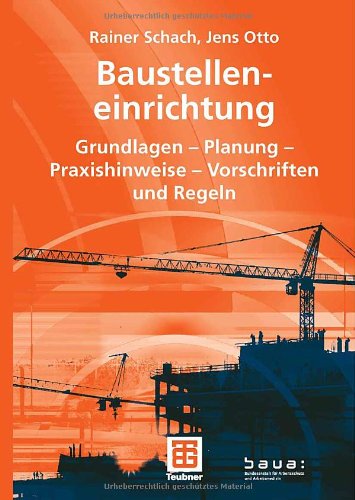 Urheberrechtlich geschütztes Material
Rainer Schach, Jens Otto
Baustellen-
einrichtung
Grundlagen – Planung –
Praxishinweise – Vorschriften
und Regeln
Teubner
baua:
Bundesanstalt für Arbeitsschutz
und Arbeitsmedizin
Urheberrechtlich geschütztes Material